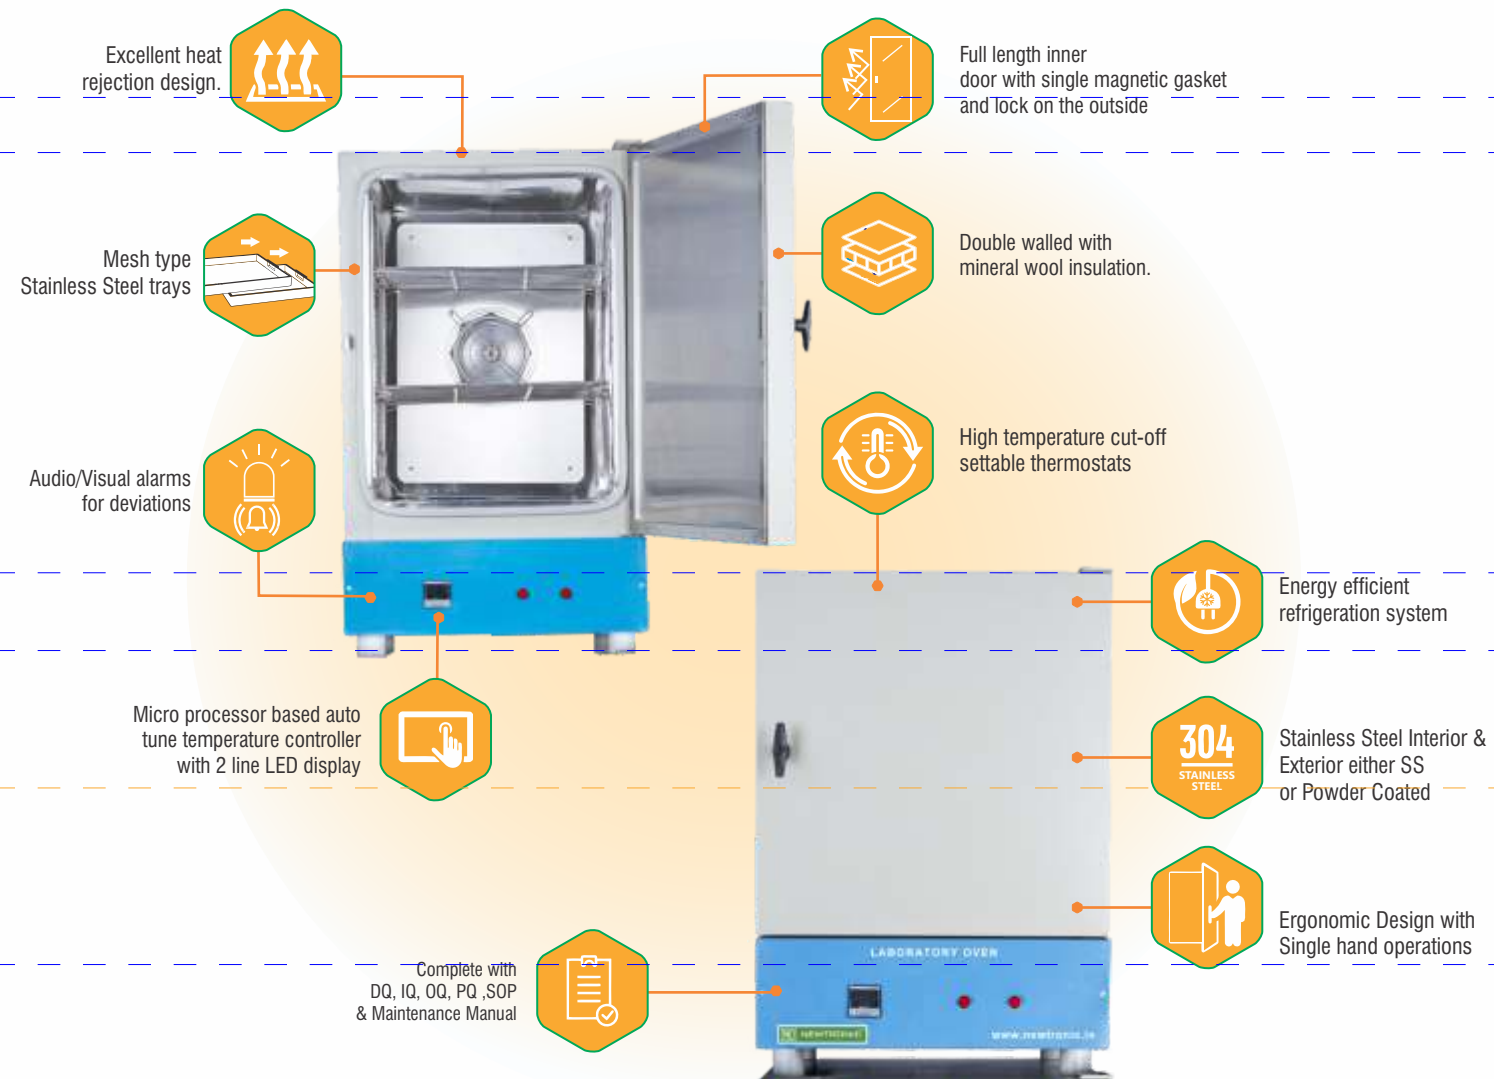 Excellent heat
rejection design.
Full length inner
door with single magnetic gasket
and lock on the outside
Mesh type
Stainless Steel trays
Double walled with
mineral wool insulation.
Audio/Visual alarms
for deviations
High temperature cut-off
settable thermostats
Energy efficient
refrigeration system
Micro processor based auto
tune temperature controller
with 2 line LED display
304
STAINLESS
STEEL
Stainless Steel Interior &
Exterior either SS
or Powder Coated
Ergonomic Design with
Single hand operations
Complete with
DQ, IQ, OQ, PQ ,SOP
& Maintenance Manual
LABORATORY OVEN
NEWTRONIC
www.newtronic.in